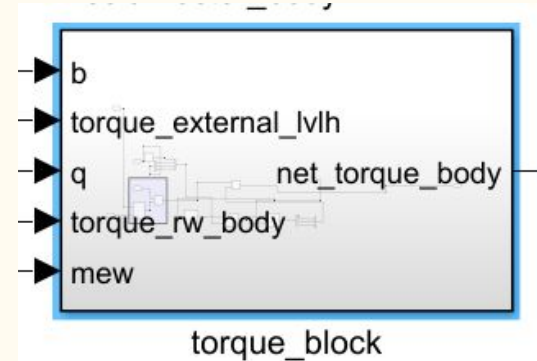 b
torque_external_lvlh
q
net_torque_body
torque_rw_body
mew
torque_block